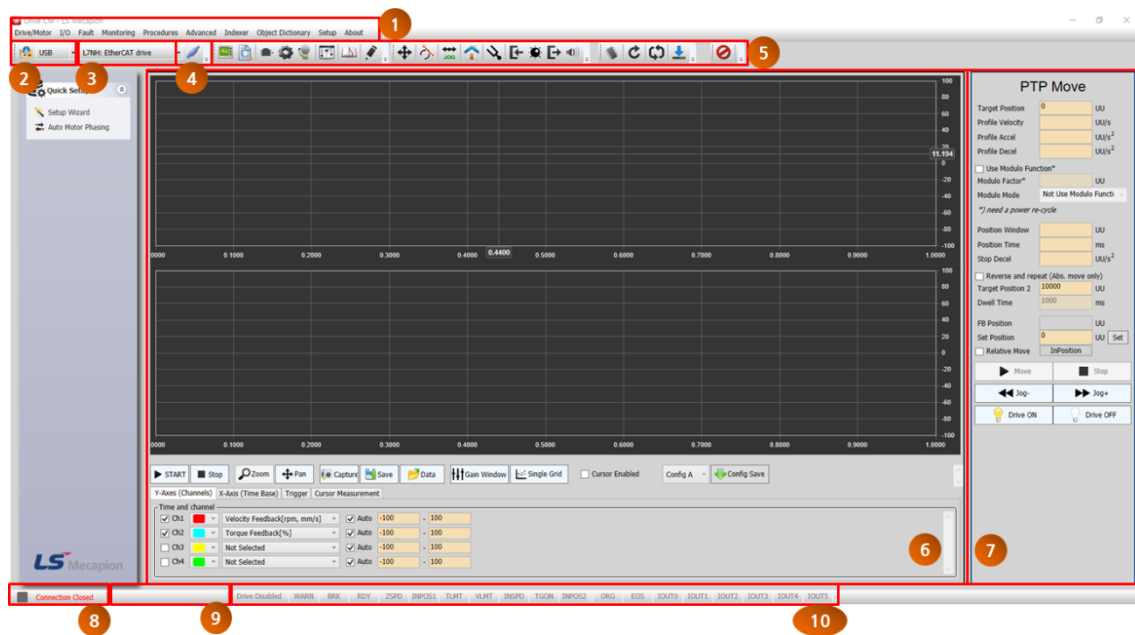 Drive CM - LS Mecapion
Drive/Motor I/O Fault Monitoring Procedures Advanced Indexer Object Dictionary Setup About
1
USB L7NH: EtherCAT drive
2 3 4 5
Quick Setup
Setup Wizard
Auto Motor Phasing
100
80
60
40
20
11.194
0
-20
-40
-60
-80
-100
0000 0.1000 0.2000 0.3000 0.4000 0.4400 0.5000 0.6000 0.7000 0.8000 0.9000 1.0000
100
80
60
40
20
0
-20
-40
-60
-80
-100
0000 0.1000 0.2000 0.3000 0.4000 0.5000 0.6000 0.7000 0.8000 0.9000 1.0000
START Stop Zoom Pan Capture Save Data Gain Window Single Grid Cursor Enabled Config A Config Save
Y-Axes (Channels) X-Axis (Time Base) Trigger Cursor Measurement
Time and channel
Ch1 Velocity Feedback[rpm, mm/s] Auto -100 - 100
Ch2 Torque Feedback[%] Auto -100 - 100
Ch3 Not Selected Auto -100 - 100
Ch4 Not Selected Auto -100 - 100
6
PTP Move
Target Position 0 UU
Profile Velocity UU/s
Profile Accel UU/s²
Profile Decel UU/s²
Use Modulo Function*
Modulo Factor* UU
Modulo Mode Not Use Modulo Functi
*) need a power re-cycle
Position Window UU
Position Time ms
Stop Decel UU/s²
Reverse and repeat (Abs. move only)
Target Position 2 10000 UU
Dwell Time 1000 ms
FB Position UU
Set Position 0 UU Set
Relative Move InPosition
Move Stop
Jog- Jog+
Drive ON Drive OFF
7
LS Mecapion
Connection Closed
Drive Disabled WARN BRK RDY ZSPD INPOS1 TLMT VLMT INSPD TGON INPOS2 ORG EOS IOUT0 IOUT1 IOUT2 IOUT3 IOUT4 IOUT5
8 9 10